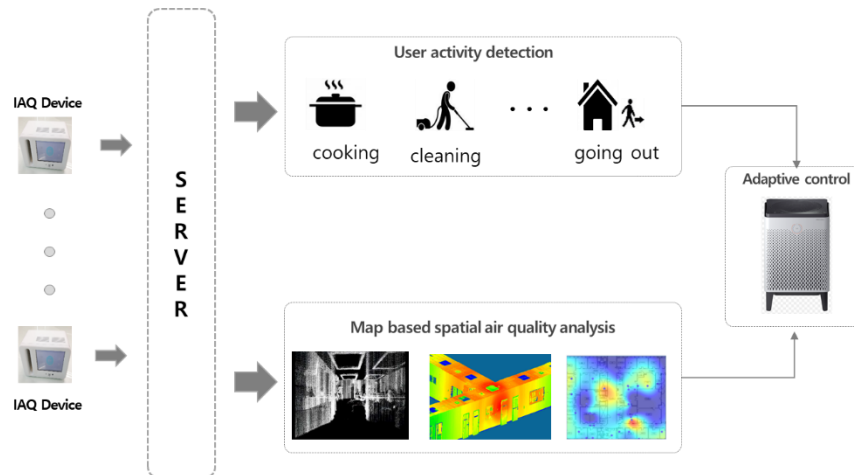 User activity detection
IAQ Device
cooking
cleaning
going out
SERVER
Adaptive control
Map based spatial air quality analysis
IAQ Device